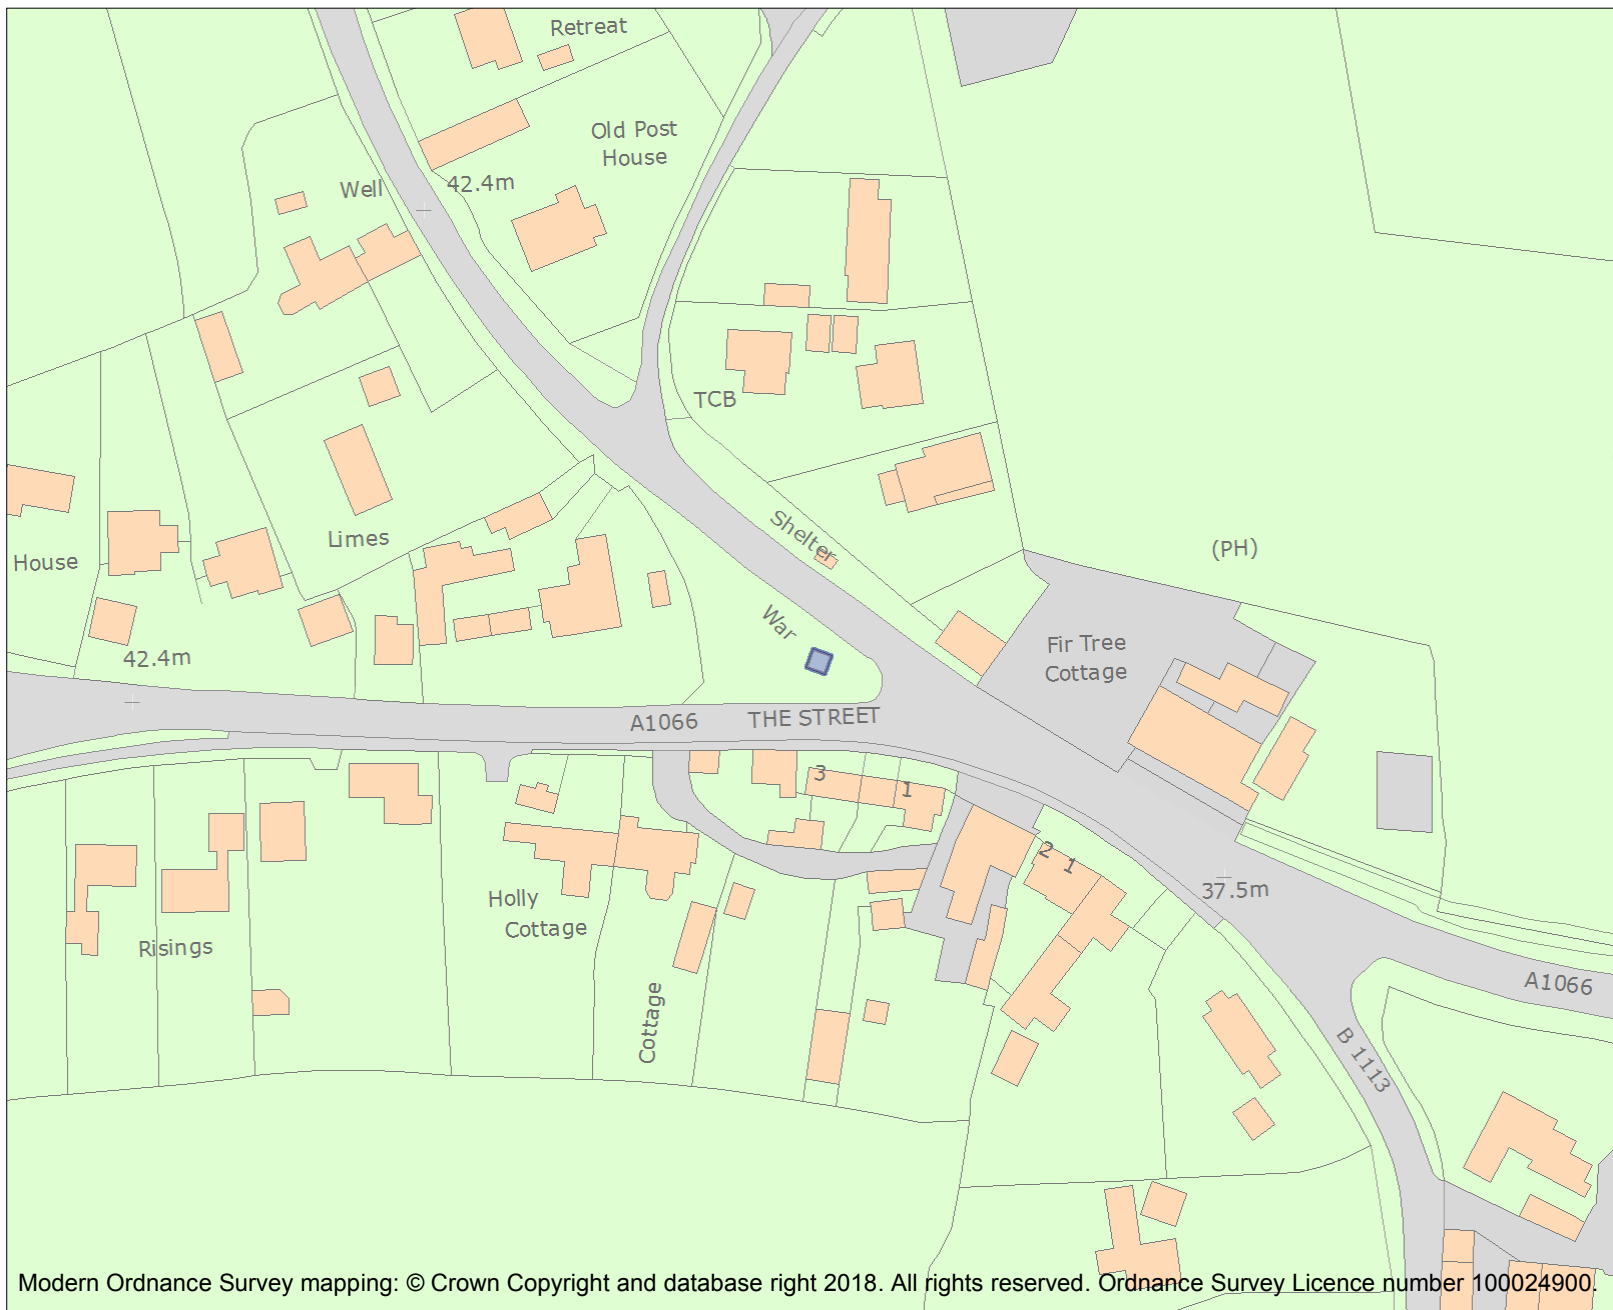 Retreat
Old Post
House
Well
42.4m
TCB
Shelter
House
Limes
(PH)
War
Fir Tree
Cottage
42.4m
A1066
THE STREET
3
1
2
1
37.5m
Holly
Cottage
Risings
Cottage
A1066
B 1113
Modern Ordnance Survey mapping: © Crown Copyright and database right 2018. All rights reserved. Ordnance Survey Licence number 100024900.